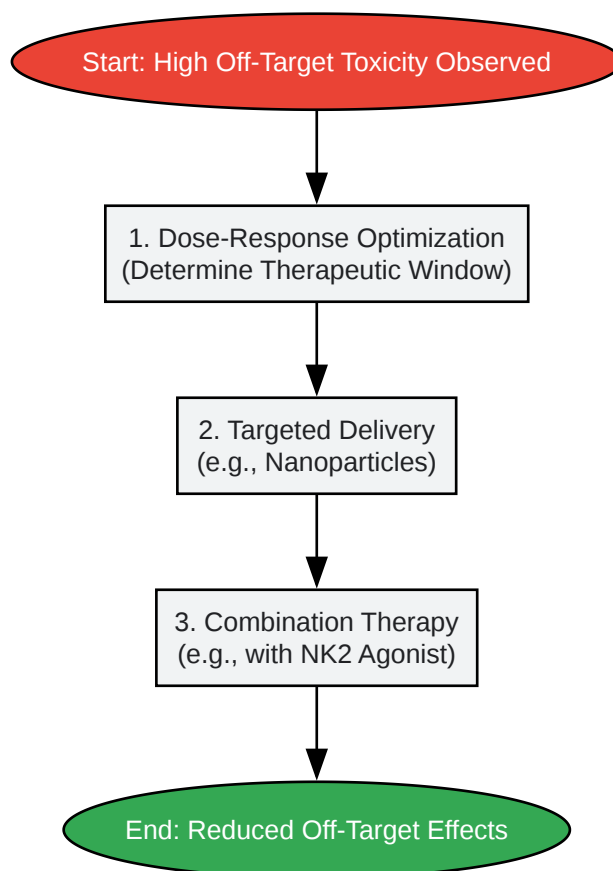 Start: High Off-Target Toxicity Observed
1. Dose-Response Optimization
(Determine Therapeutic Window)
2. Targeted Delivery
(e.g., Nanoparticles)
3. Combination Therapy
(e.g., with NK2 Agonist)
End: Reduced Off-Target Effects